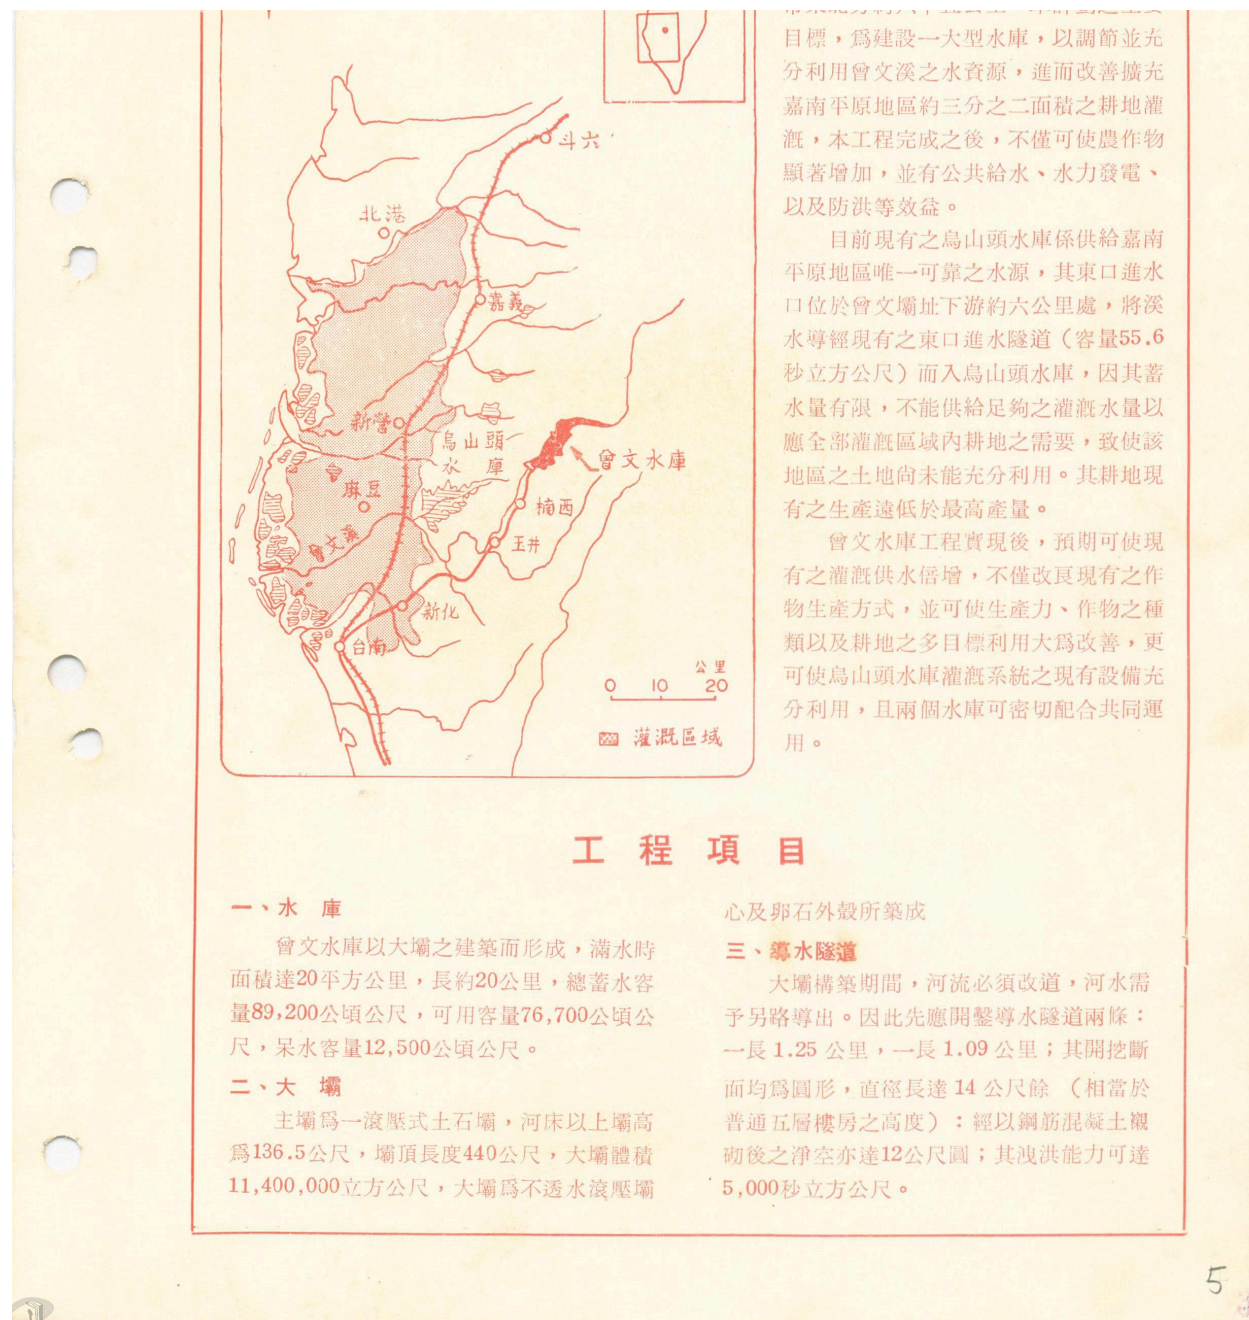 目標，爲建設一大型水庫，以調節並充
分利用曾文溪之水資源，進而改善擴充
嘉南平原地區約三分之二面積之耕地灌
溉，本工程完成之後，不僅可使農作物
顯著增加，並有公共給水、水力發電、
以及防洪等效益。
目前現有之烏山頭水庫係供給嘉南
平原地區唯一可靠之水源，其東口進水
口位於曾文壩址下游約六公里處，將溪
水導經現有之東口進水隧道（容量55.6
秒立方公尺）而入烏山頭水庫，因其蓄
水量有限，不能供給足夠之灌溉水量以
應全部灌溉區域內耕地之需要，致使該
地區之土地尚未能充分利用。其耕地現
有之生產遠低於最高產量。
曾文水庫工程實現後，預期可使現
有之灌溉供水倍增，不僅改良現有之作
物生產方式，並可使生產力、作物之種
類以及耕地之多目標利用大爲改善，更
可使烏山頭水庫灌溉系統之現有設備充
分利用，且兩個水庫可密切配合共同運
用。
斗六
北港
嘉義
新營
烏山頭
水庫
曾文水庫
麻豆
楠西
曾文溪
玉井
新化
台南
公里
0 10 20
灌溉區域
工程項目
一、水庫
曾文水庫以大壩之建築而形成，滿水時
面積達20平方公里，長約20公里，總蓄水容
量89,200公頃公尺，可用容量76,700公頃公
尺，呆水容量12,500公頃公尺。
二、大壩
主壩爲一滾壓式土石壩，河床以上壩高
爲136.5公尺，壩頂長度440公尺，大壩體積
11,400,000立方公尺，大壩爲不透水滾壓壩
心及卵石外殼所築成
三、導水隧道
大壩構築期間，河流必須改道，河水需
予另路導出。因此先應開鑿導水隧道兩條：
一長1.25公里，一長1.09公里；其開挖斷
面均爲圓形，直徑長達14公尺餘（相當於
普通五層樓房之高度）：經以鋼筋混凝土襯
砌後之淨空亦達12公尺圓；其洩洪能力可達
5,000秒立方公尺。
5